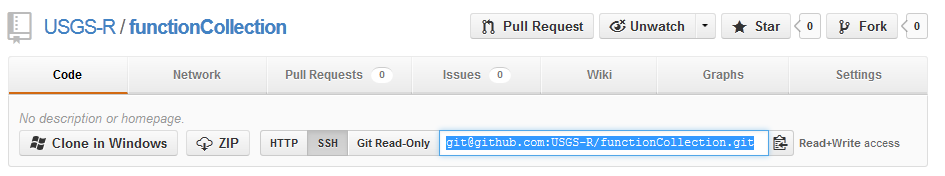 USGS-R / functionCollection Pull Request Unwatch Star 0 Fork 0
Code Network Pull Requests 0 Issues 0 Wiki Graphs Settings
No description or homepage.
Clone in Windows ZIP HTTP SSH Git Read-Only git@github.com:USGS-R/functionCollection.git Read+Write access